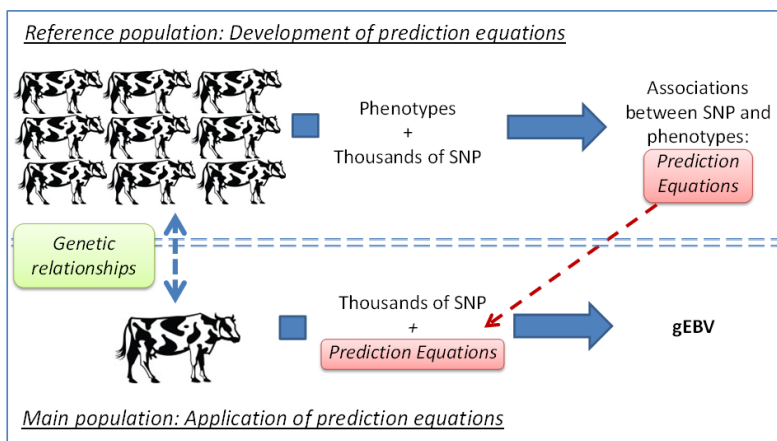 Reference population: Development of prediction equations
Phenotypes
+
Thousands of SNP
Associations
between SNP and
phenotypes:
Prediction
Equations
Genetic
relationships
Thousands of SNP
+
Prediction Equations
gEBV
Main population: Application of prediction equations